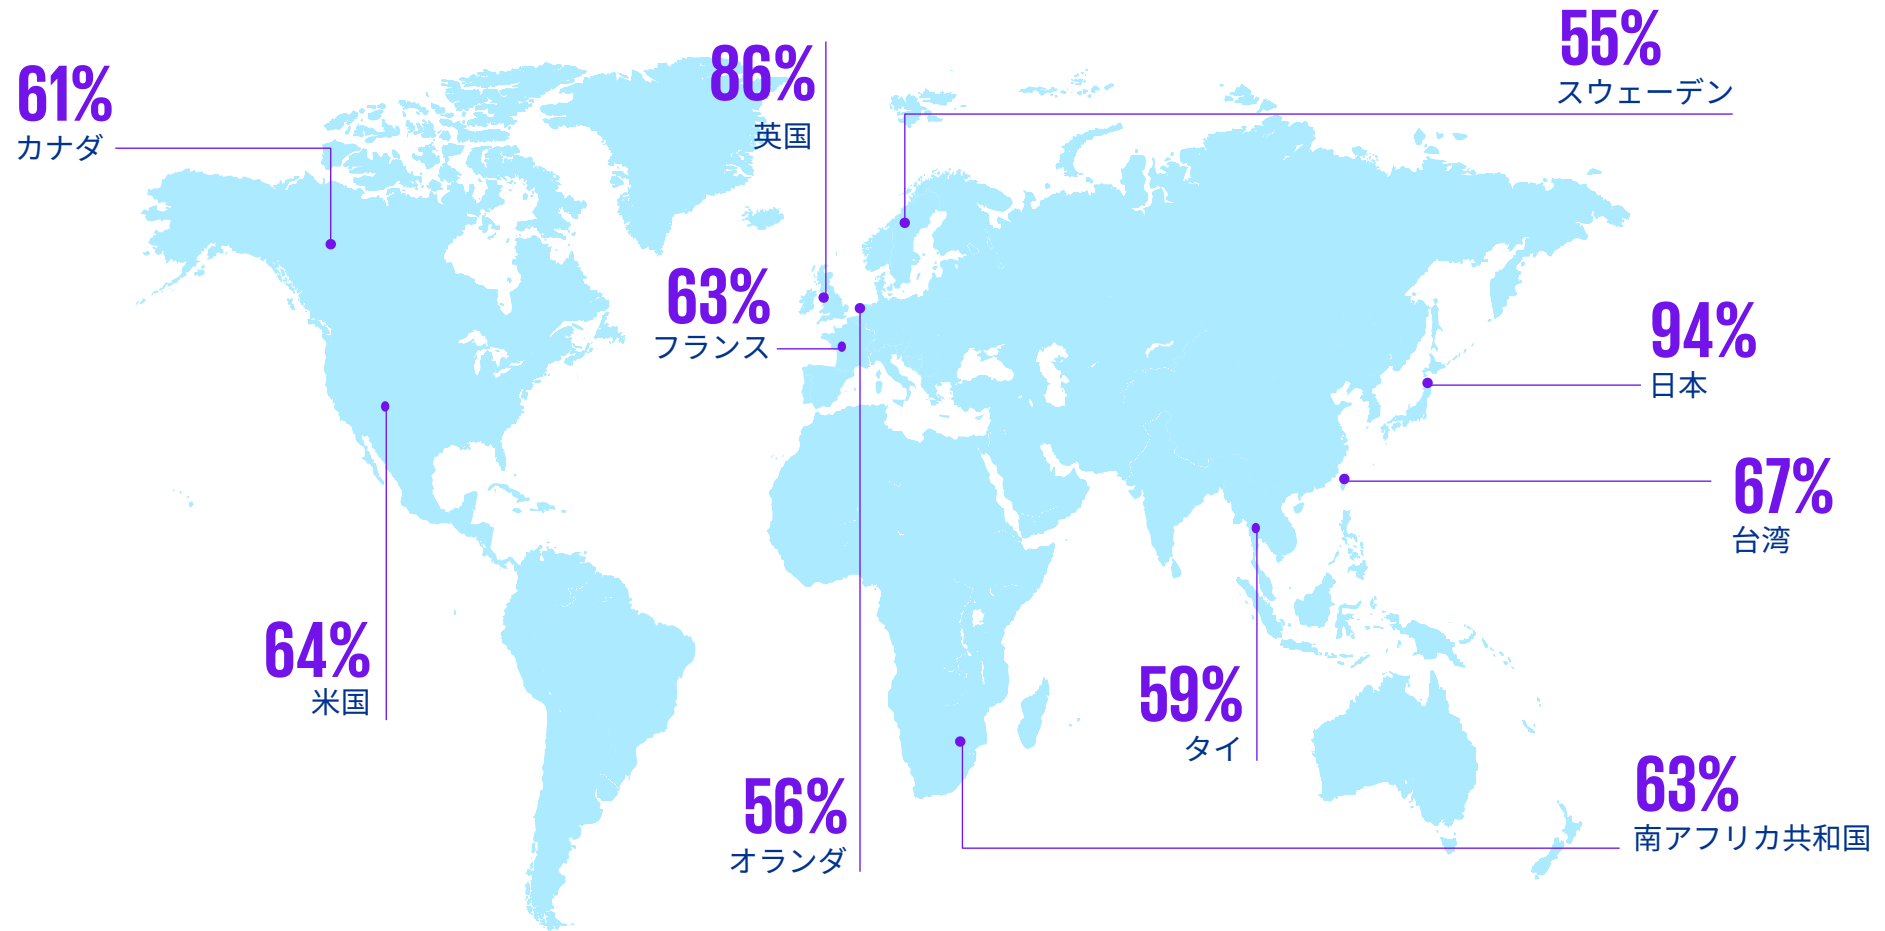 61%
カナダ
86%
英国
55%
スウェーデン
63%
フランス
94%
日本
67%
台湾
64%
米国
59%
タイ
56%
オランダ
63%
南アフリカ共和国